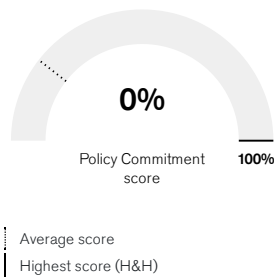 0%
Policy Commitment
score
100%
Average score
Highest score (H&H)